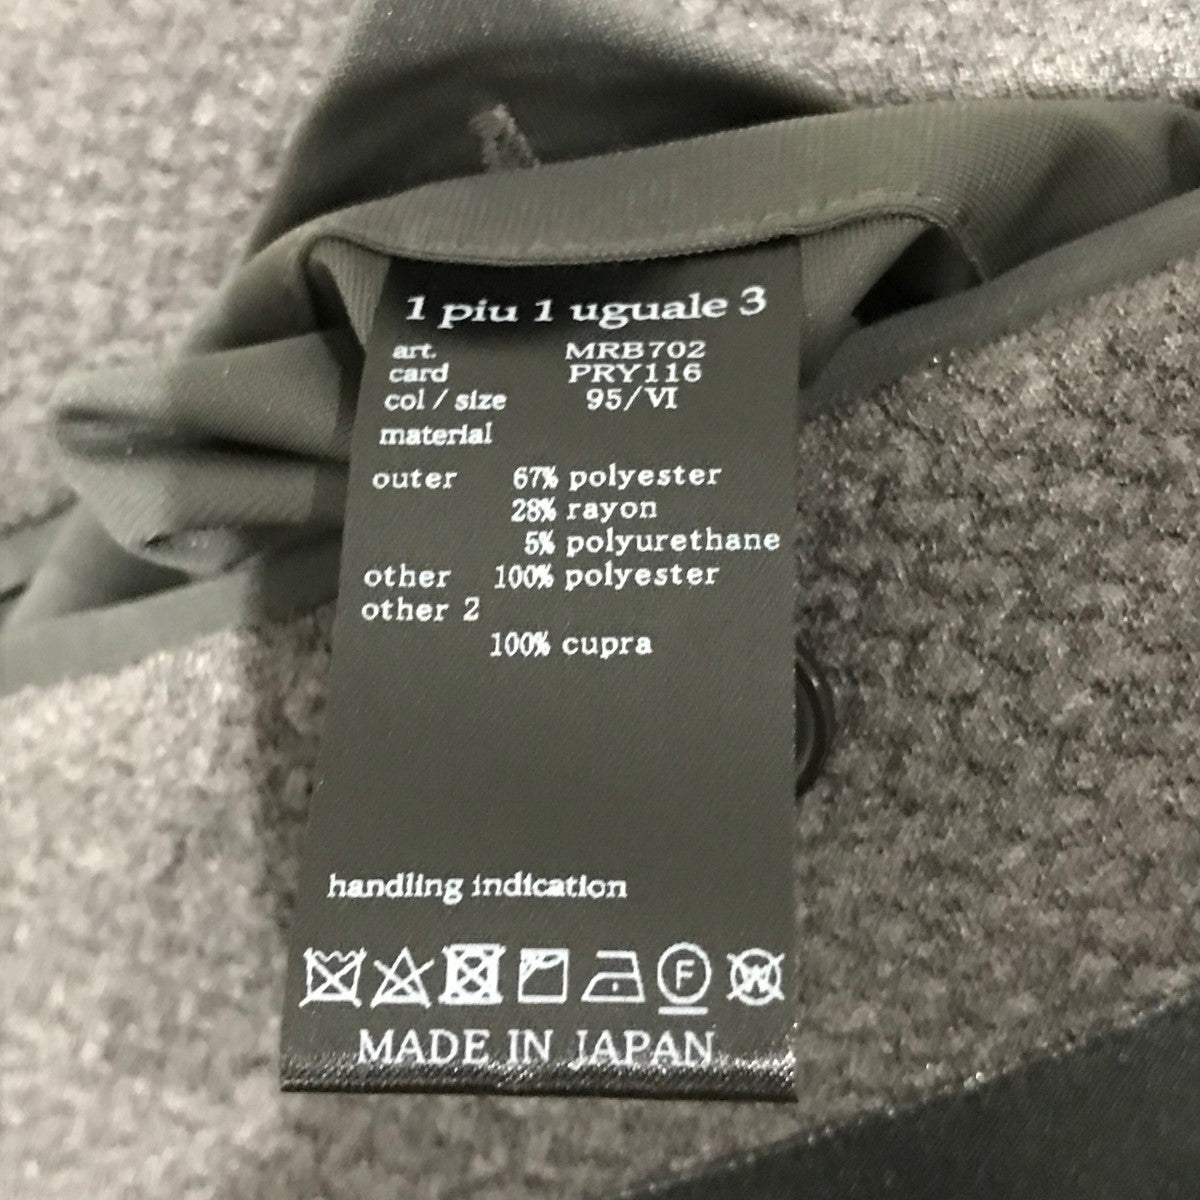 1 piu 1 uguale 3
art. MRB702
card PRY116
col / size 95/VI
material
outer 67% polyester
28% rayon
5% polyurethane
other 100% polyester
other 2
100% cupra
handling indication
F W
MADE IN JAPAN